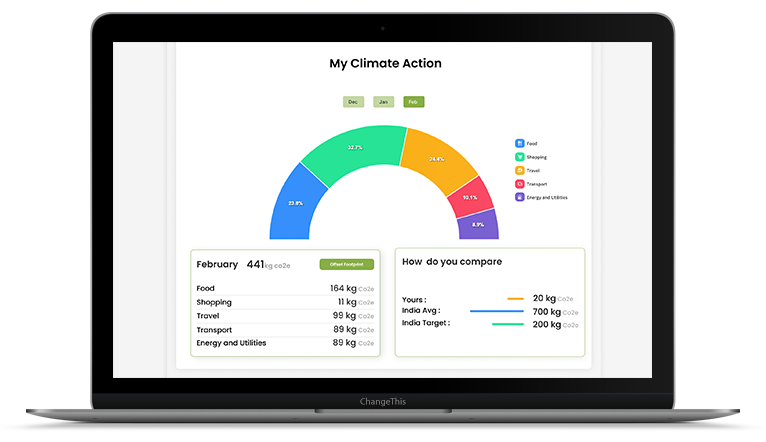 My Climate Action
Dec Jan Feb
32.7%
24.4%
23.8%
10.1%
8.9%
Food
Shopping
Travel
Transport
Energy and Utilities
February 441kg co2e Offset Footprint
Food 164 kg Co2e
Shopping 11 kg Co2e
Travel 99 kg Co2e
Transport 89 kg Co2e
Energy and Utilities 89 kg Co2e
How do you compare
Yours : 20 kg Co2e
India Avg : 700 kg Co2e
India Target : 200 kg Co2e
ChangeThis